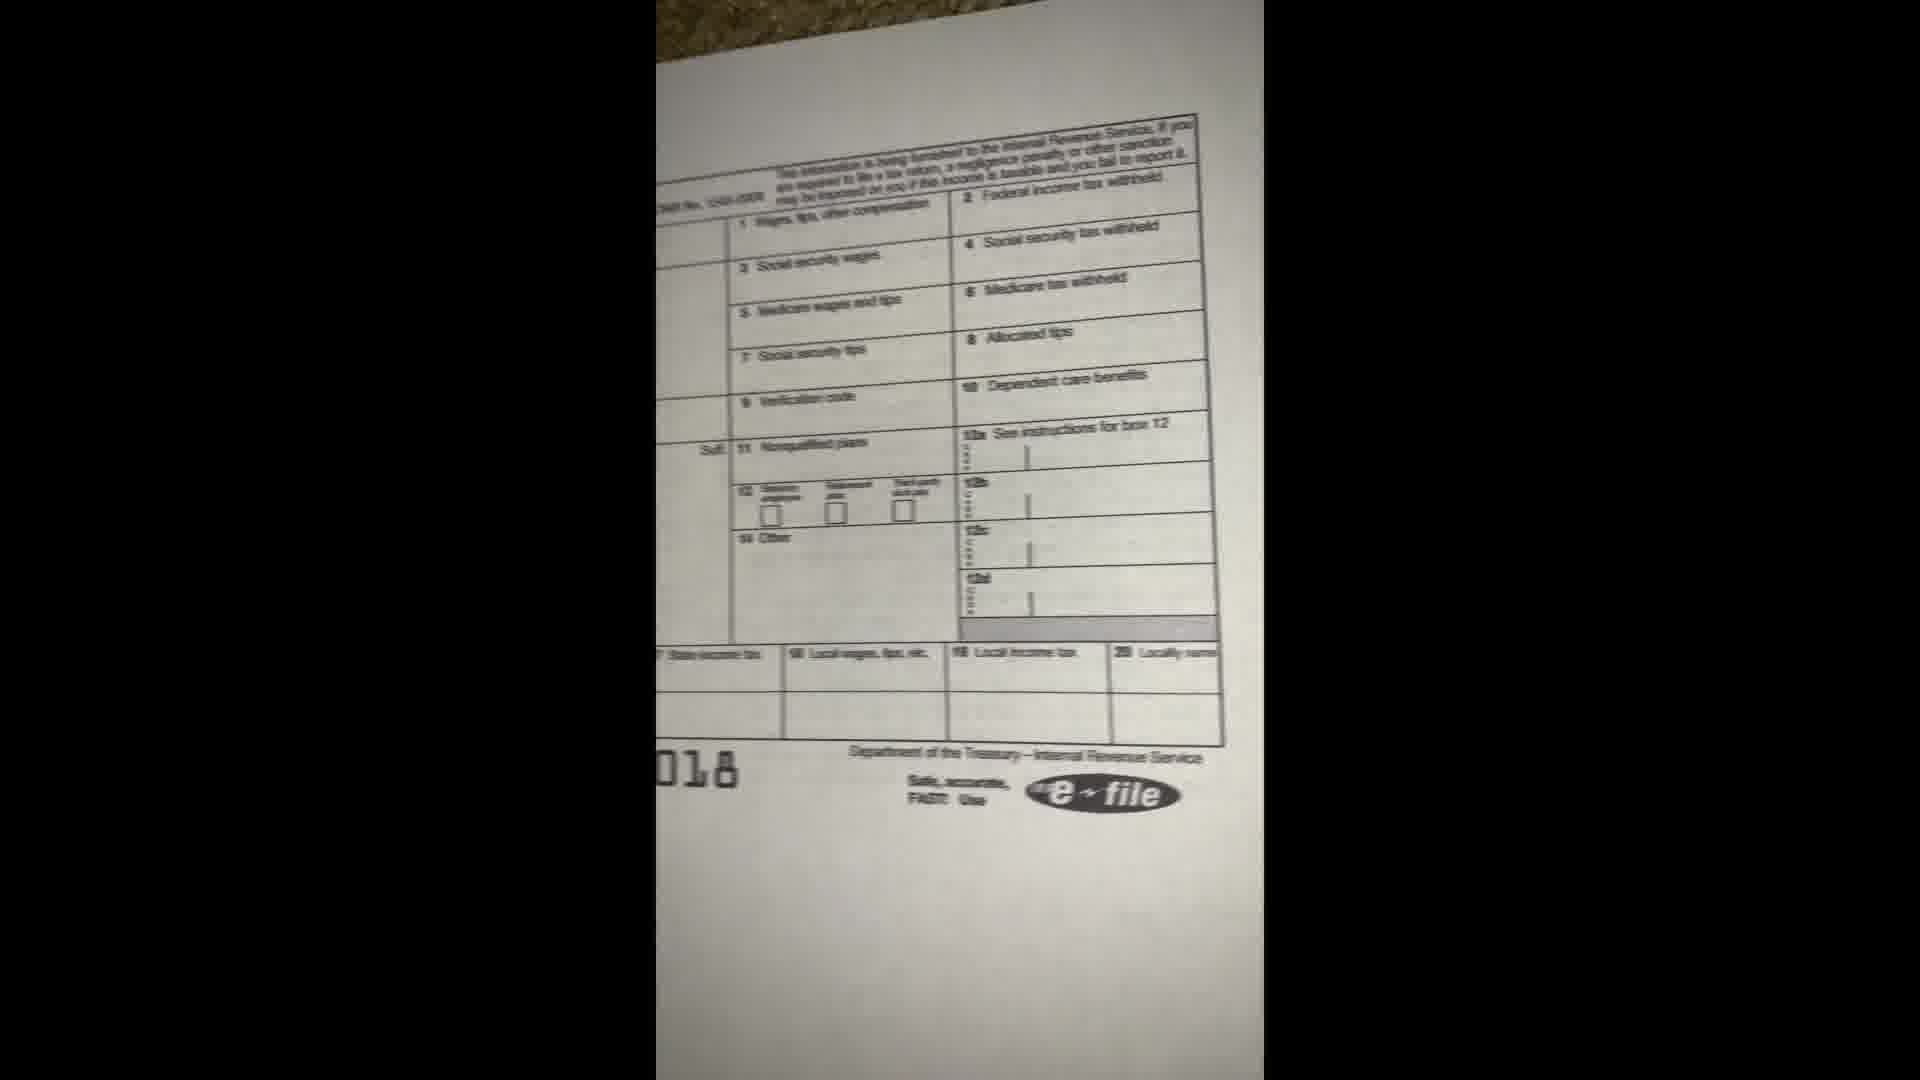 This information is being furnished to the Internal Revenue Service. If you
are required to file a tax return, a negligence penalty or other sanction
may be imposed on you if this income is taxable and you fail to report it.
OMB No. 1545-0008
1 Wages, tips, other compensation
2 Federal income tax withheld
3 Social security wages
4 Social security tax withheld
5 Medicare wages and tips
6 Medicare tax withheld
7 Social security tips
8 Allocated tips
9 Verification code
10 Dependent care benefits
Suff.
11 Nonqualified plans
12a See instructions for box 12
13 Statutory employee
Retirement plan
Third-party sick pay
12b
14 Other
12c
12d
7 State income tax
18 Local wages, tips, etc.
19 Local income tax
20 Locality name
018
Department of the Treasury – Internal Revenue Service
Safe, accurate,
FAST! Use
e file